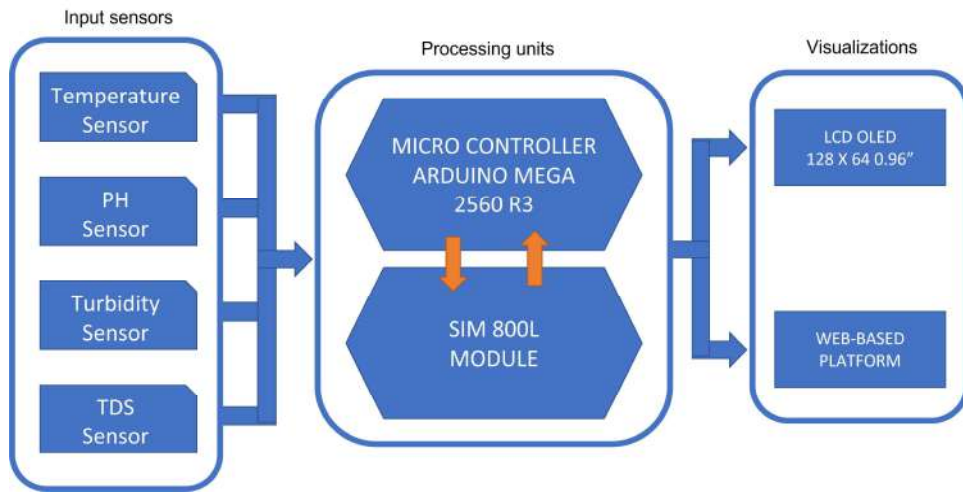 Input sensors
Temperature
Sensor
PH
Sensor
Turbidity
Sensor
TDS
Sensor
Processing units
MICRO CONTROLLER
ARDUINO MEGA
2560 R3
SIM 800L
MODULE
Visualizations
LCD OLED
128 X 64 0.96”
WEB-BASED
PLATFORM